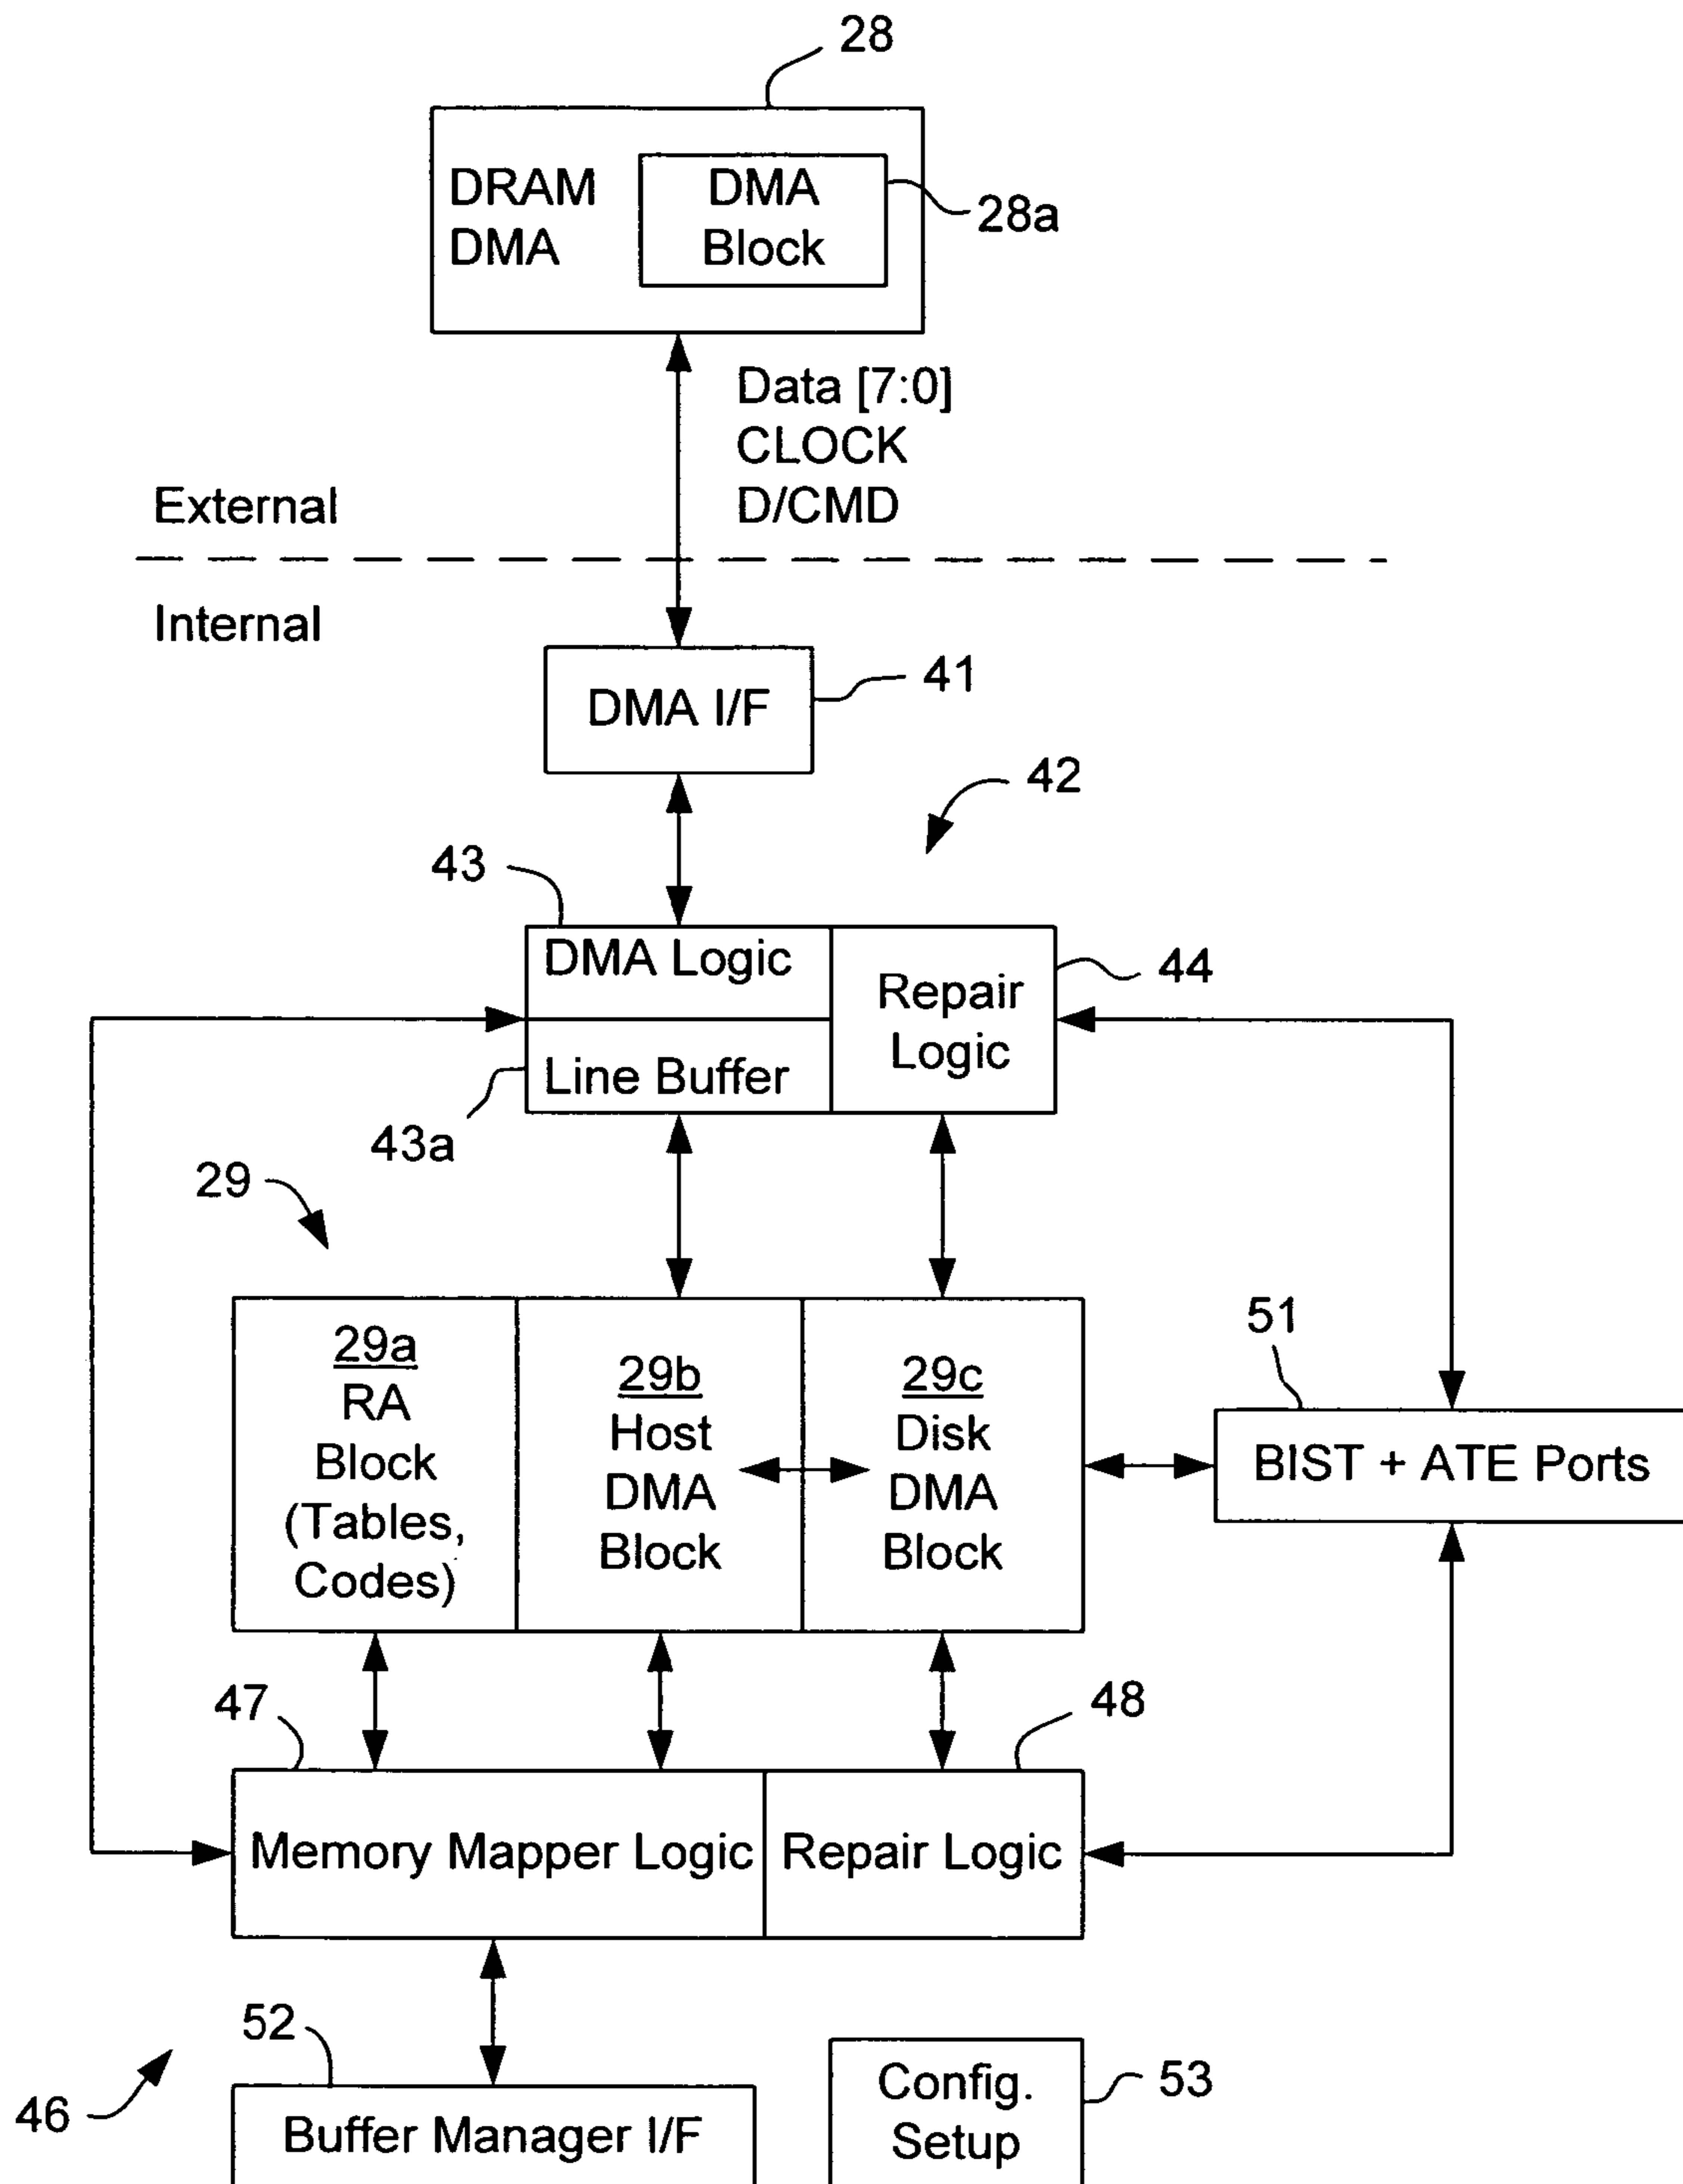 28
DRAM
DMA
DMA
Block
28a
Data [7:0]
CLOCK
D/CMD
External
Internal
DMA I/F
41
42
43
DMA Logic
Line Buffer
43a
Repair
Logic
44
29
29a
RA
Block
(Tables,
Codes)
29b
Host
DMA
Block
29c
Disk
DMA
Block
51
BIST + ATE Ports
47
48
Memory Mapper Logic
Repair Logic
52
46
Buffer Manager I/F
Config.
Setup
53